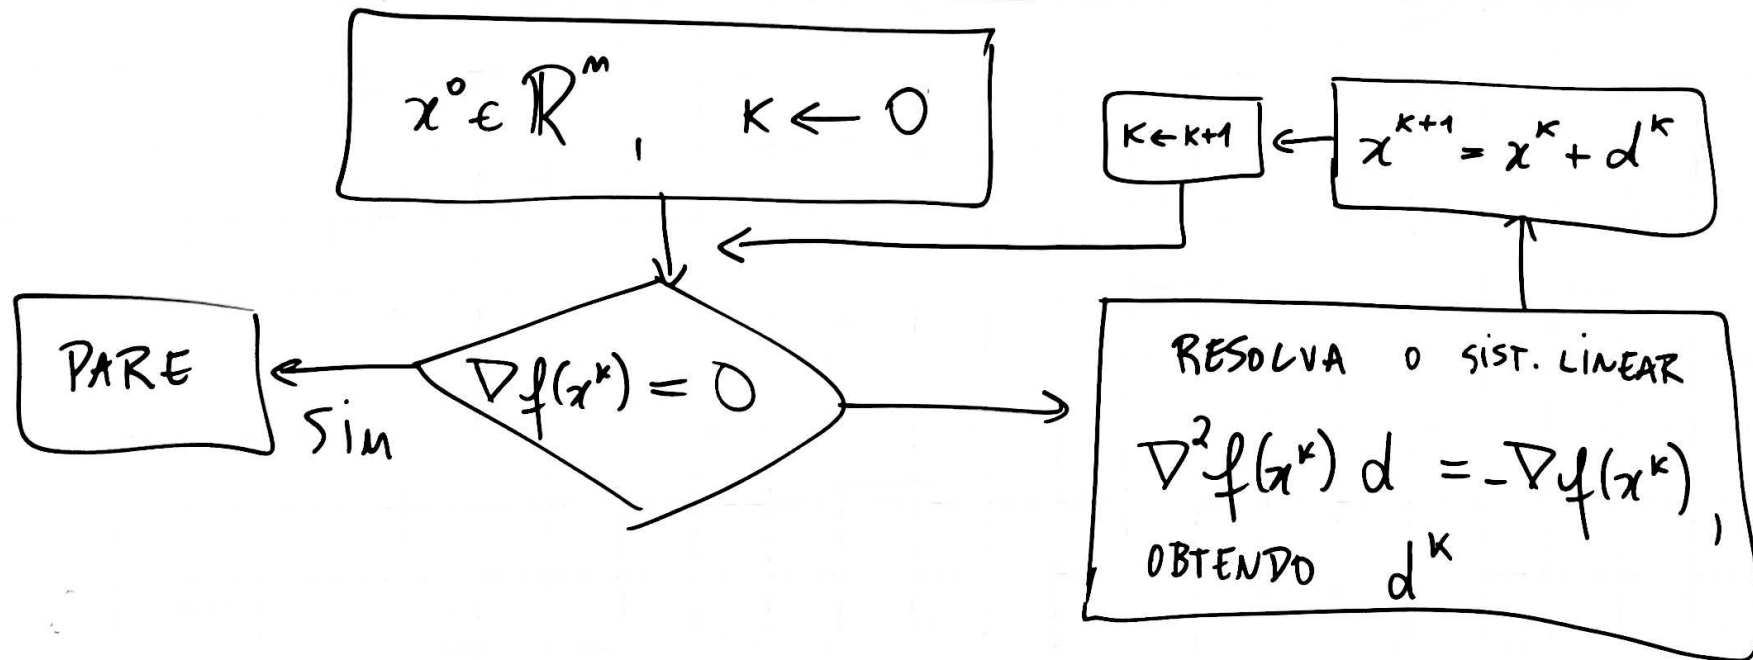 x⁰ ∈ ℝⁿ, K ← 0
K ← K+1
x^{K+1} = x^K + d^K
PARE
Sim
∇f(x^K) = 0
RESOLVA O SIST. LINEAR
∇²f(x^K) d = -∇f(x^K),
OBTENDO d^K